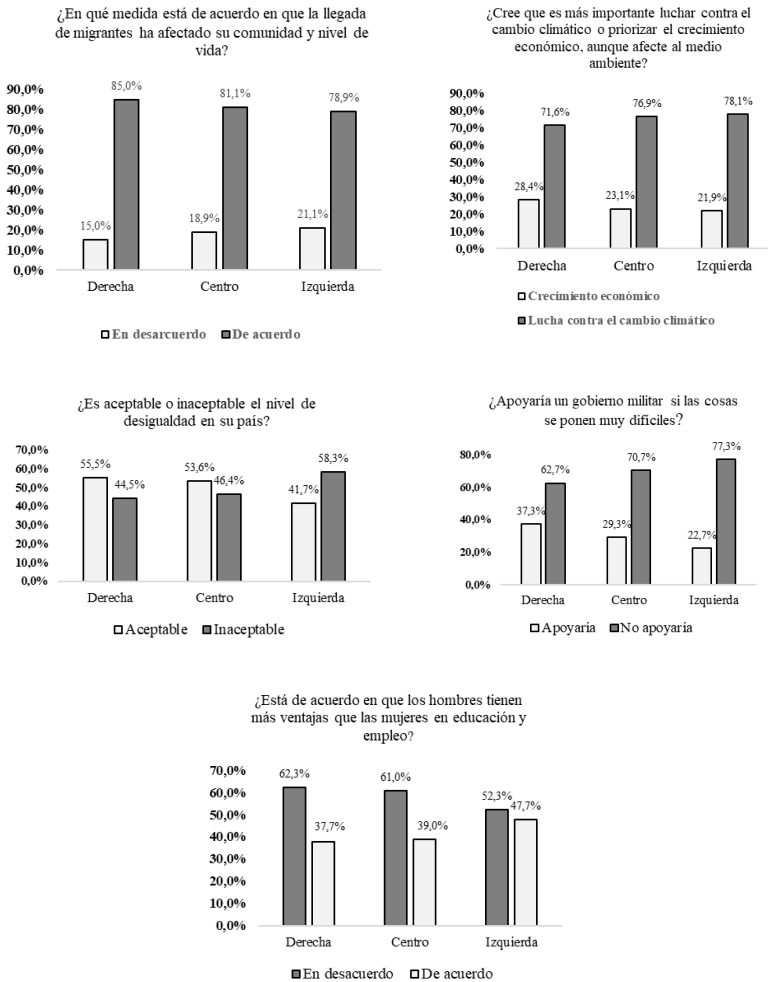 ¿En qué medida está de acuerdo en que la llegada
de migrantes ha afectado su comunidad y nivel de
vida?
90,0%
80,0%
70,0%
60,0%
50,0%
40,0%
30,0%
20,0%
10,0%
0,0%
15,0%
85,0%
18,9%
81,1%
21,1%
78,9%
Derecha
Centro
Izquierda
En desarcuerdo
De acuerdo
¿Cree que es más importante luchar contra el
cambio climático o priorizar el crecimiento
económico, aunque afecte al medio
ambiente?
90,0%
80,0%
70,0%
60,0%
50,0%
40,0%
30,0%
20,0%
10,0%
0,0%
28,4%
71,6%
23,1%
76,9%
21,9%
78,1%
Derecha
Centro
Izquierda
Crecimiento económico
Lucha contra el cambio climático
¿Es aceptable o inaceptable el nivel de
desigualdad en su país?
70,0%
60,0%
50,0%
40,0%
30,0%
20,0%
10,0%
0,0%
55,5%
44,5%
53,6%
46,4%
41,7%
58,3%
Derecha
Centro
Izquierda
Aceptable
Inaceptable
¿Apoyaría un gobierno militar si las cosas
se ponen muy difíciles?
80,0%
60,0%
40,0%
20,0%
0,0%
37,3%
62,7%
29,3%
70,7%
22,7%
77,3%
Derecha
Centro
Izquierda
Apoyaría
No apoyaría
¿Está de acuerdo en que los hombres tienen
más ventajas que las mujeres en educación y
empleo?
70,0%
60,0%
50,0%
40,0%
30,0%
20,0%
10,0%
0,0%
62,3%
37,7%
61,0%
39,0%
52,3%
47,7%
Derecha
Centro
Izquierda
En desacuerdo
De acuerdo